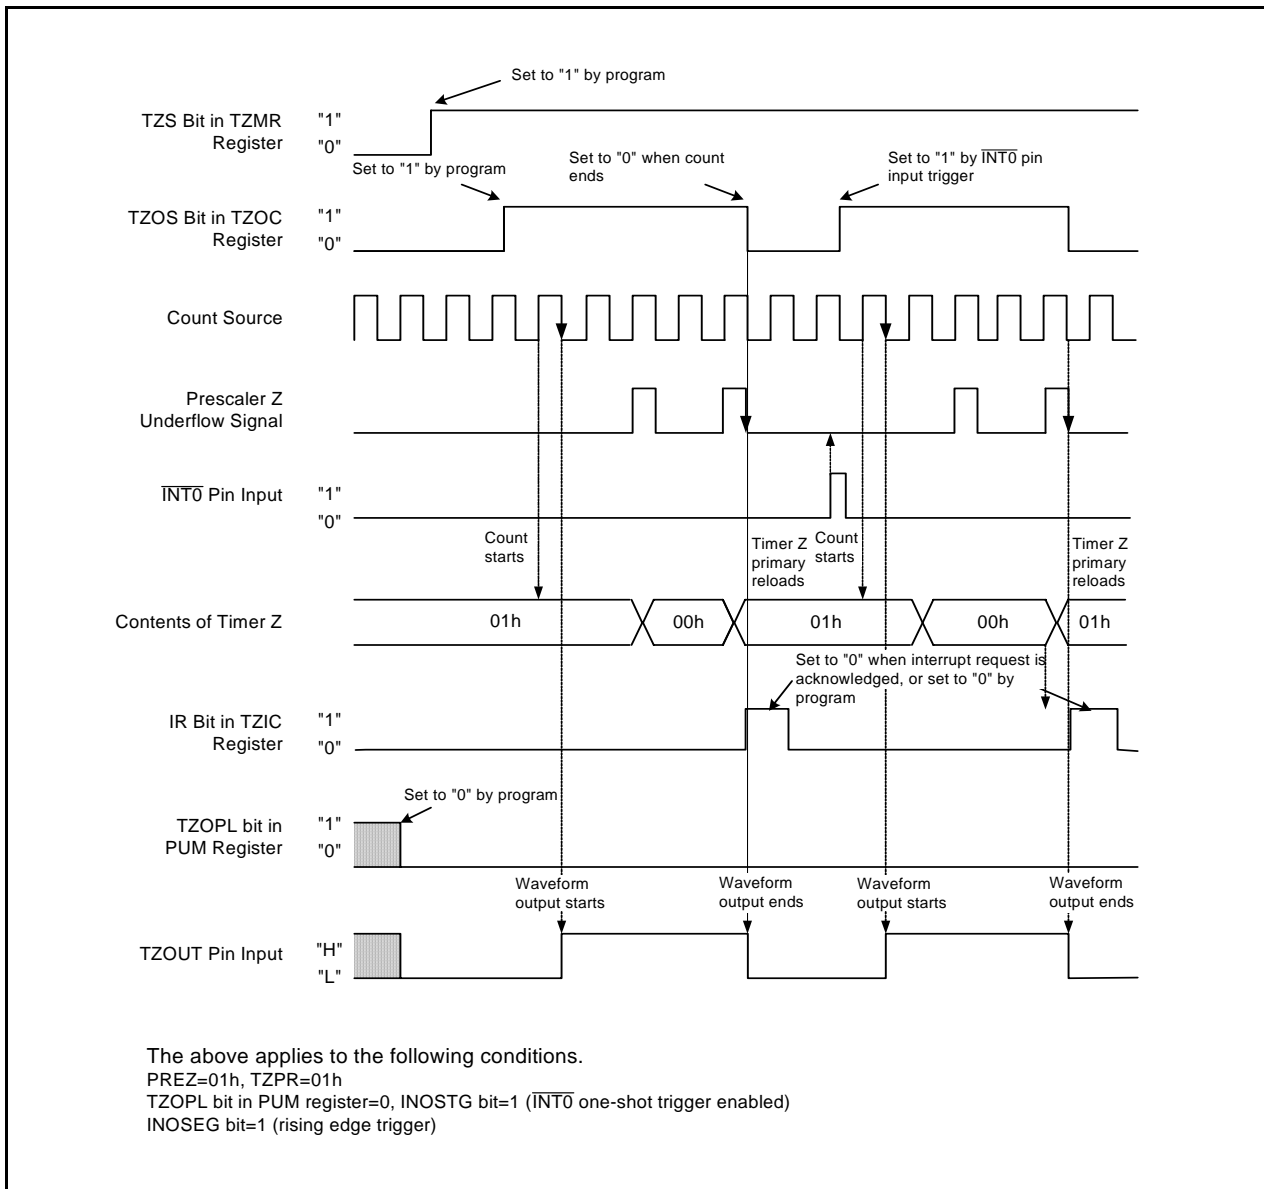 Set to "1" by program
TZS Bit in TZMR
Register
"1"
"0"
Set to "1" by program
Set to "0" when count
ends
Set to "1" by INT0 pin
input trigger
TZOS Bit in TZOC
Register
"1"
"0"
Count Source
Prescaler Z
Underflow Signal
INT0 Pin Input
"1"
"0"
Count
starts
Timer Z
primary
reloads
Count
starts
Timer Z
primary
reloads
Contents of Timer Z
01h
00h
01h
00h
01h
Set to "0" when interrupt request is
acknowledged, or set to "0" by
program
IR Bit in TZIC
Register
"1"
"0"
Set to "0" by program
TZOPL bit in
PUM Register
"1"
"0"
Waveform
output starts
Waveform
output ends
Waveform
output starts
Waveform
output ends
TZOUT Pin Input
"H"
"L"
The above applies to the following conditions.
PREZ=01h, TZPR=01h
TZOPL bit in PUM register=0, INOSTG bit=1 (INT0 one-shot trigger enabled)
INOSEG bit=1 (rising edge trigger)